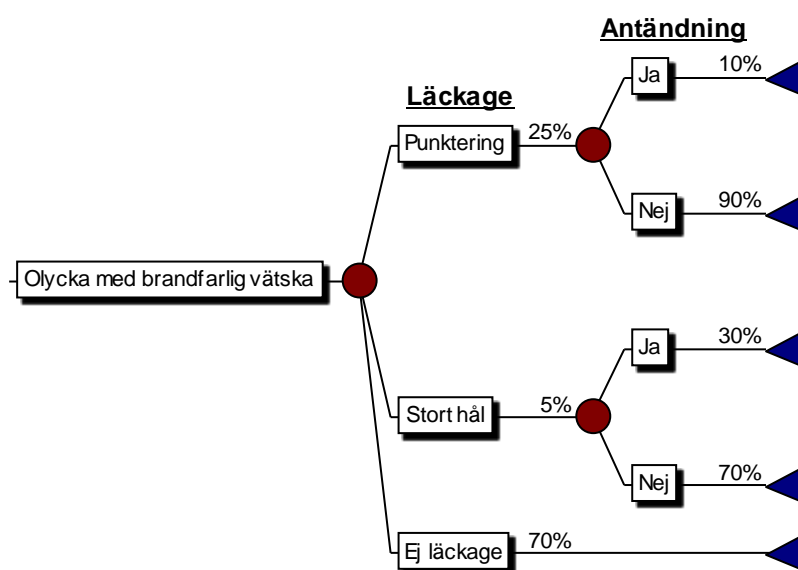 Antändning
Ja 10%
Läckage
Punktering 25%
Nej 90%
Olycka med brandfarlig vätska
Ja 30%
Stort hål 5%
Nej 70%
Ej läckage 70%